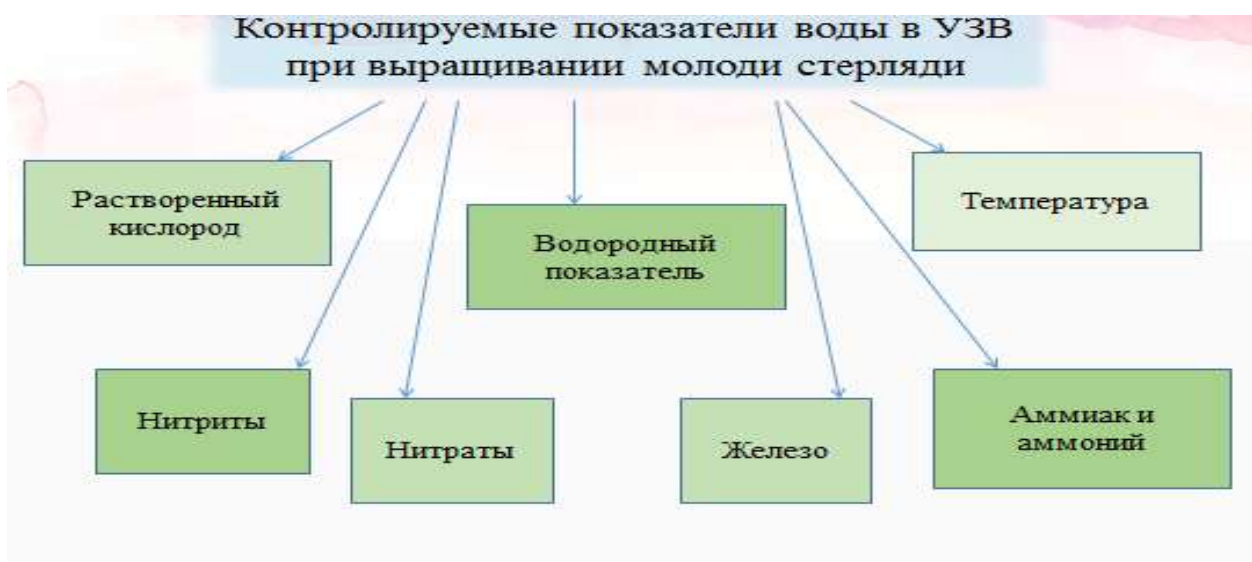 Контролируемые показатели воды в УЗВ
при выращивании молоди стерляди
Растворенный
кислород
Водородный
показатель
Температура
Нитриты
Нитраты
Железо
Аммиак и
аммоний